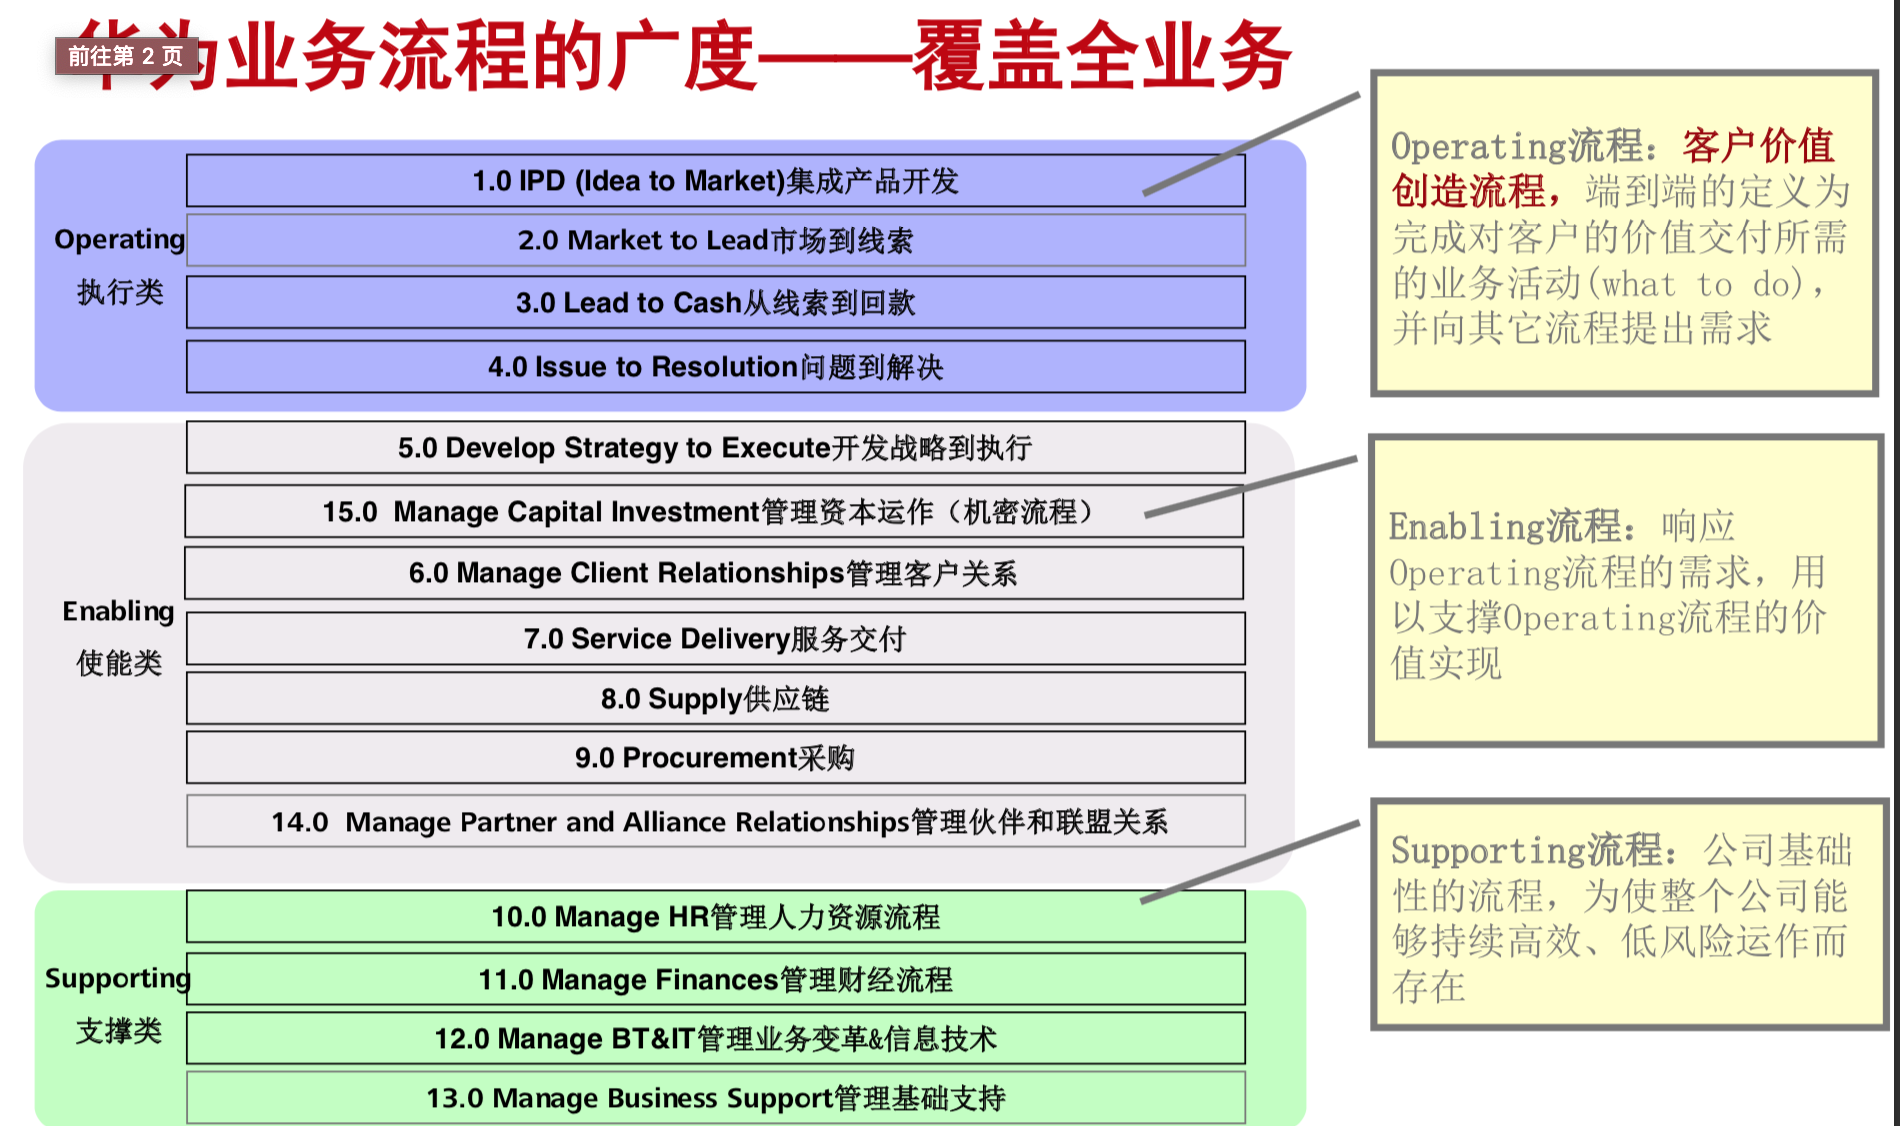 华为业务流程的广度——覆盖全业务
前往第 2 页
Operating
执行类
1.0 IPD (Idea to Market)集成产品开发
2.0 Market to Lead市场到线索
3.0 Lead to Cash从线索到回款
4.0 Issue to Resolution问题到解决
Enabling
使能类
5.0 Develop Strategy to Execute开发战略到执行
15.0 Manage Capital Investment管理资本运作（机密流程）
6.0 Manage Client Relationships管理客户关系
7.0 Service Delivery服务交付
8.0 Supply供应链
9.0 Procurement采购
14.0 Manage Partner and Alliance Relationships管理伙伴和联盟关系
Supporting
支撑类
10.0 Manage HR管理人力资源流程
11.0 Manage Finances管理财经流程
12.0 Manage BT&IT管理业务变革&信息技术
13.0 Manage Business Support管理基础支持
Operating流程：客户价值
创造流程，端到端的定义为
完成对客户的价值交付所需
的业务活动(what to do)，
并向其它流程提出需求
Enabling流程：响应
Operating流程的需求，用
以支撑Operating流程的价
值实现
Supporting流程：公司基础
性的流程，为使整个公司能
够持续高效、低风险运作而
存在